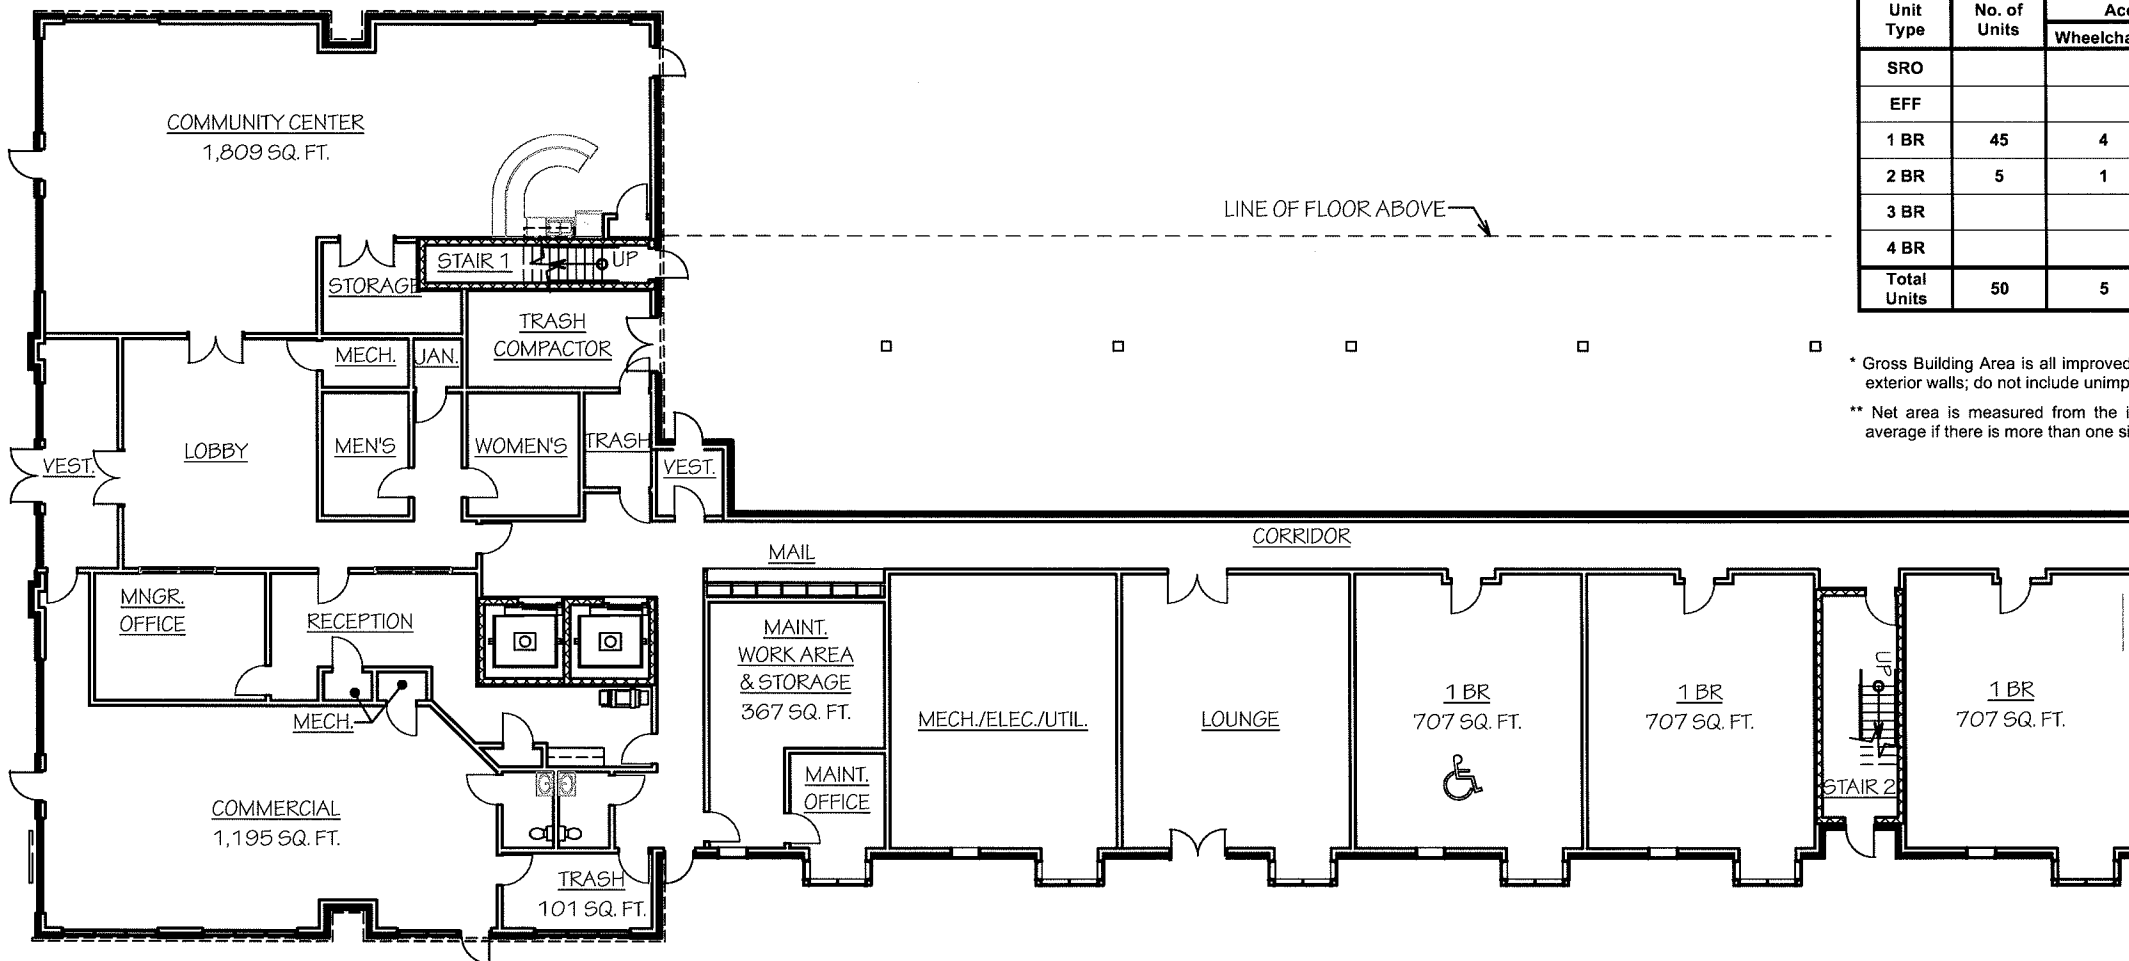 COMMUNITY CENTER
1,809 SQ. FT.
STAIR 1
UP
STORAGE
TRASH
COMPACTOR
MECH.
JAN.
LOBBY
MEN'S
WOMEN'S
TRASH
VEST.
VEST.
LINE OF FLOOR ABOVE
CORRIDOR
MAIL
MNGR.
OFFICE
RECEPTION
MECH.
MAINT.
WORK AREA
& STORAGE
367 SQ. FT.
MAINT.
OFFICE
MECH./ELEC./UTIL.
LOUNGE
1 BR
707 SQ. FT.
1 BR
707 SQ. FT.
UP
STAIR 2
1 BR
707 SQ. FT.
COMMERCIAL
1,195 SQ. FT.
TRASH
101 SQ. FT.
Unit Type No. of Units Acc
Wheelcha
SRO
EFF
1 BR 45 4
2 BR 5 1
3 BR
4 BR
Total Units 50 5
* Gross Building Area is all improved
exterior walls; do not include unimp
** Net area is measured from the i
average if there is more than one si